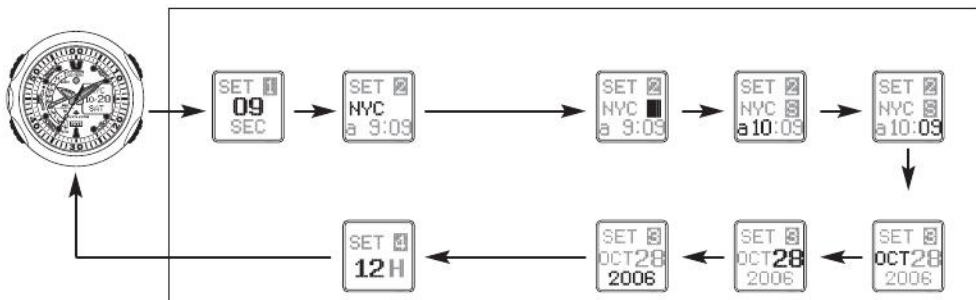 SAT
SET 1
09
SEC
SET 2
NYC
a 9:09
SET 2
NYC
a 9:09
SET 2
NYC S
a10:09
SET 2
NYC S
a10:09
SET 4
12H
SET 3
OCT28
2006
SET 3
OCT28
2006
SET 3
OCT28
2006